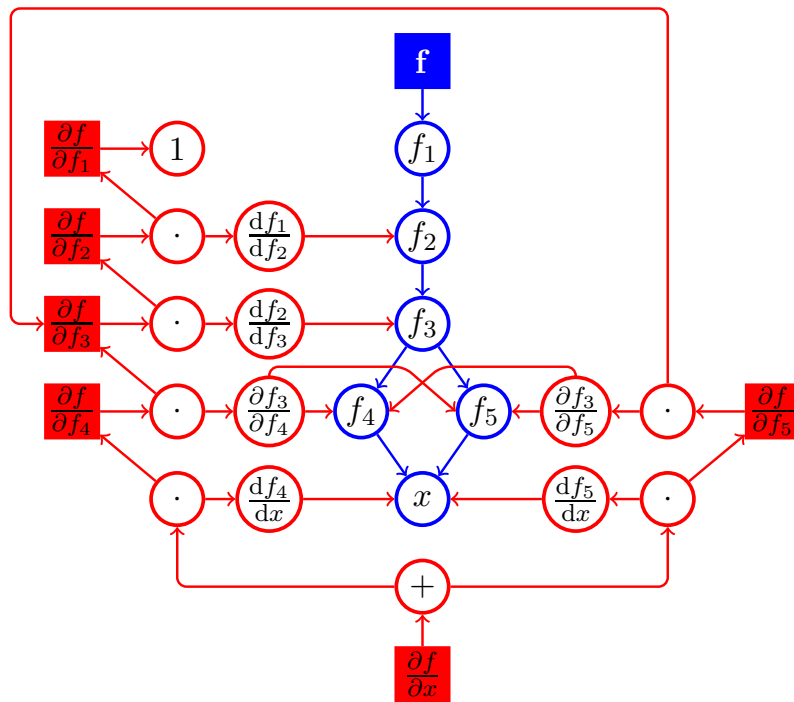 f
∂f/∂f₁ 1 f₁
∂f/∂f₂ · df₁/df₂ f₂
∂f/∂f₃ · df₂/df₃ f₃
∂f/∂f₄ · ∂f₃/∂f₄ f₄ f₅ ∂f₃/∂f₅ · ∂f/∂f₅
· df₄/dx x df₅/dx ·
+
∂f/∂x